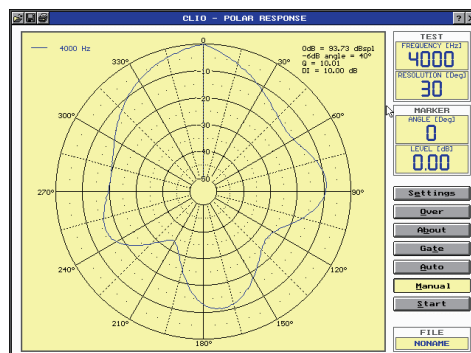 CLIO - POLAR RESPONSE
?
4000 Hz
0dB = 93.73 dBspl
-6dB angle = 40°
Q = 10.01
DI = 10.00 dB
0
330°
30°
-10
300°
60°
-20
-30
-40
-50
270°
90°
240°
120°
210°
150°
180°
TEST
FREQUENCY [Hz]
4000
RESOLUTION [Deg]
30
MARKER
ANGLE [Deg]
0
LEVEL [dB]
0.00
Settings
Over
About
Gate
Auto
Manual
Start
FILE
NONAME